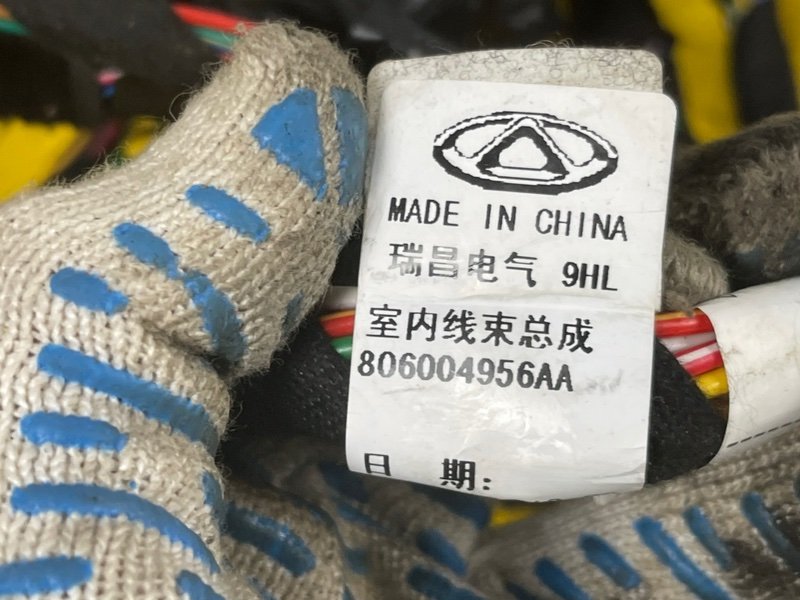 MADE IN CHINA
瑞昌电气 9HL
室内线束总成
806004956AA
日 期: